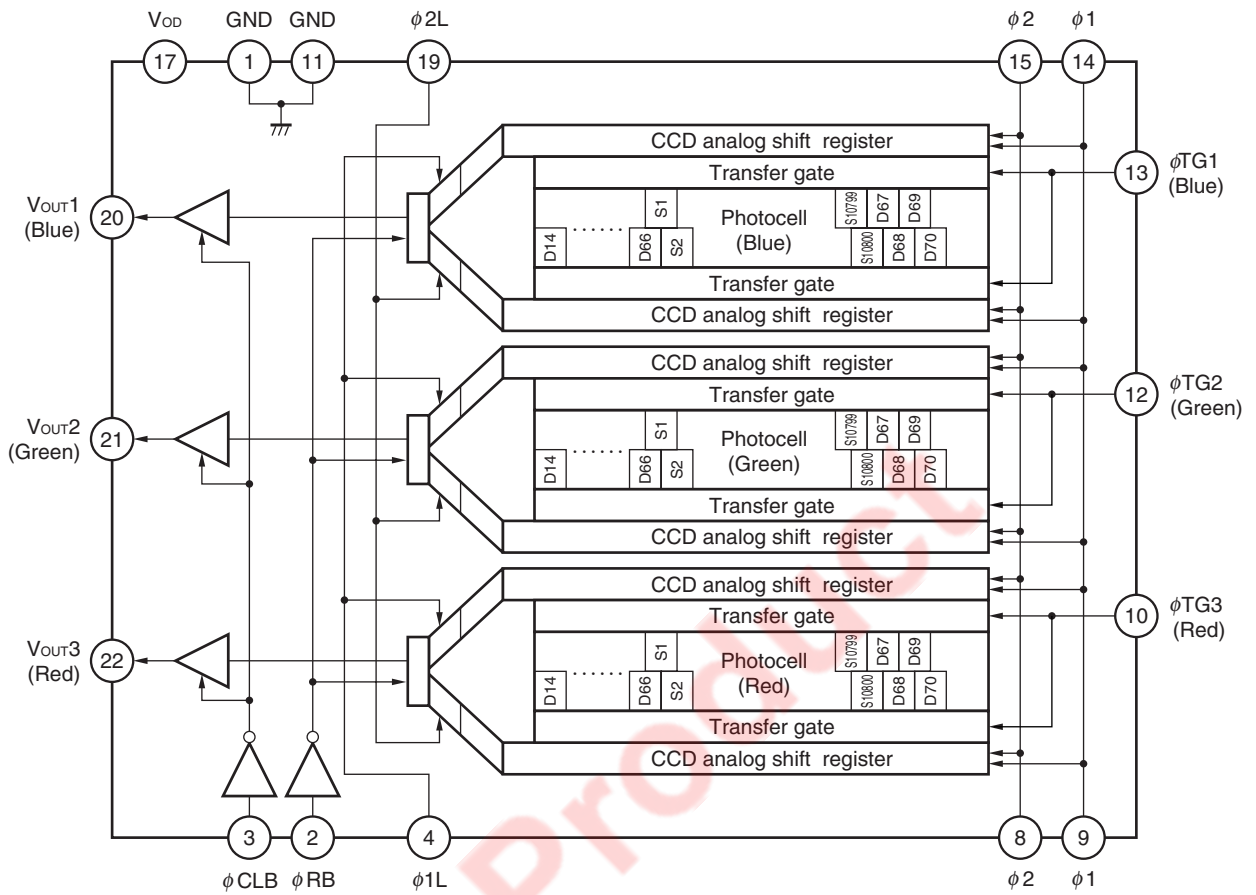 VOD GND GND φ2L φ2 φ1
17 1 11 19 15 14
CCD analog shift register
Transfer gate
φTG1
(Blue)
13
VOUT1
(Blue)
20
S1 S10799 D67 D69
Photocell
(Blue)
D14 ...... D66 S2 S10800 D68 D70
Transfer gate
CCD analog shift register
CCD analog shift register
Transfer gate
12
φTG2
(Green)
VOUT2
(Green)
21
S1 S10799 D67 D69
Photocell
(Green)
D14 ...... D66 S2 S10800 D68 D70
Transfer gate
CCD analog shift register
CCD analog shift register
Transfer gate
10
φTG3
(Red)
VOUT3
(Red)
22
S1 S10799 D67 D69
Photocell
(Red)
D14 ...... D66 S2 S10800 D68 D70
Transfer gate
CCD analog shift register
3 2 4 8 9
φCLB φRB φ1L φ2 φ1
Product